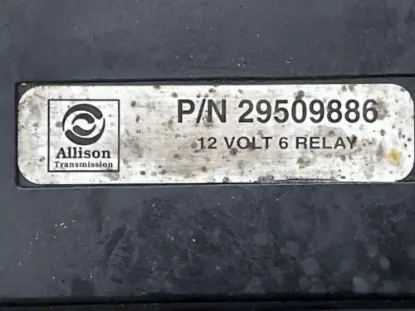 Allison
Transmission
P/N 29509886
12 VOLT 6 RELAY